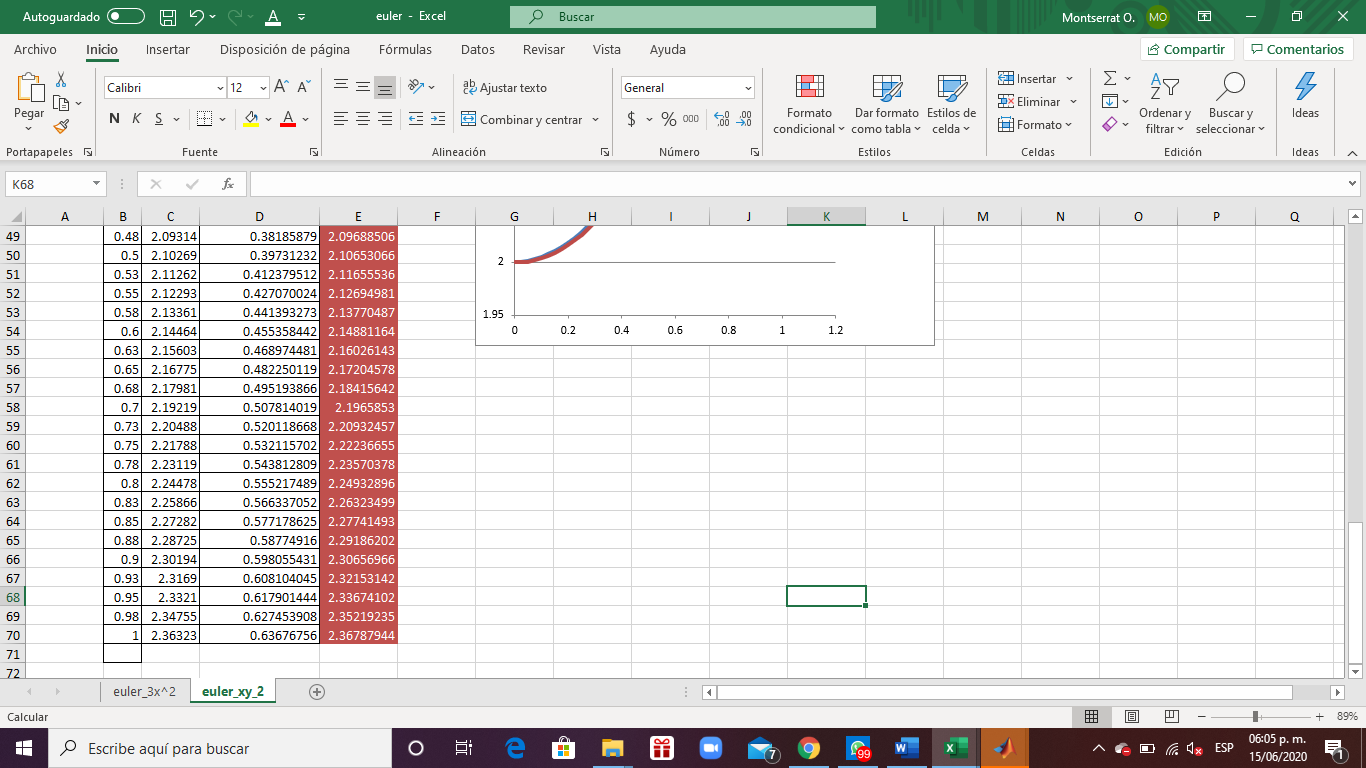 Autoguardado euler - Excel Buscar Montserrat O. MO
Archivo Inicio Insertar Disposición de página Fórmulas Datos Revisar Vista Ayuda Compartir Comentarios
Pegar Calibri 12 A A ab Ajustar texto General Formato condicional Dar formato como tabla Estilos de celda Insertar Eliminar Formato Ordenar y filtrar Buscar y seleccionar Ideas
N K S A Combinar y centrar $ % 000
Portapapeles Fuente Alineación Número Estilos Celdas Edición Ideas
K68 fx
A B C D E F G H I J K L M N O P Q
49 0.48 2.09314 0.38185879 2.09688506
50 0.5 2.10269 0.39731232 2.10653066 2
51 0.53 2.11262 0.412379512 2.11655536
52 0.55 2.12293 0.427070024 2.12694981
53 0.58 2.13361 0.441393273 2.13770487 1.95
54 0.6 2.14464 0.455358442 2.14881164 0 0.2 0.4 0.6 0.8 1 1.2
55 0.63 2.15603 0.468974481 2.16026143
56 0.65 2.16775 0.482250119 2.17204578
57 0.68 2.17981 0.495193866 2.18415642
58 0.7 2.19219 0.507814019 2.1965853
59 0.73 2.20488 0.520118668 2.20932457
60 0.75 2.21788 0.532115702 2.22236655
61 0.78 2.23119 0.543812809 2.23570378
62 0.8 2.24478 0.555217489 2.24932896
63 0.83 2.25866 0.566337052 2.26323499
64 0.85 2.27282 0.577178625 2.27741493
65 0.88 2.28725 0.58774916 2.29186202
66 0.9 2.30194 0.598055431 2.30656966
67 0.93 2.3169 0.608104045 2.32153142
68 0.95 2.3321 0.617901444 2.33674102
69 0.98 2.34755 0.627453908 2.35219235
70 1 2.36323 0.63676756 2.36787944
71
72
euler_3x^2 euler_xy_2
Calcular 89%
Escribe aquí para buscar 7 99 ESP 06:05 p. m. 1
15/06/2020